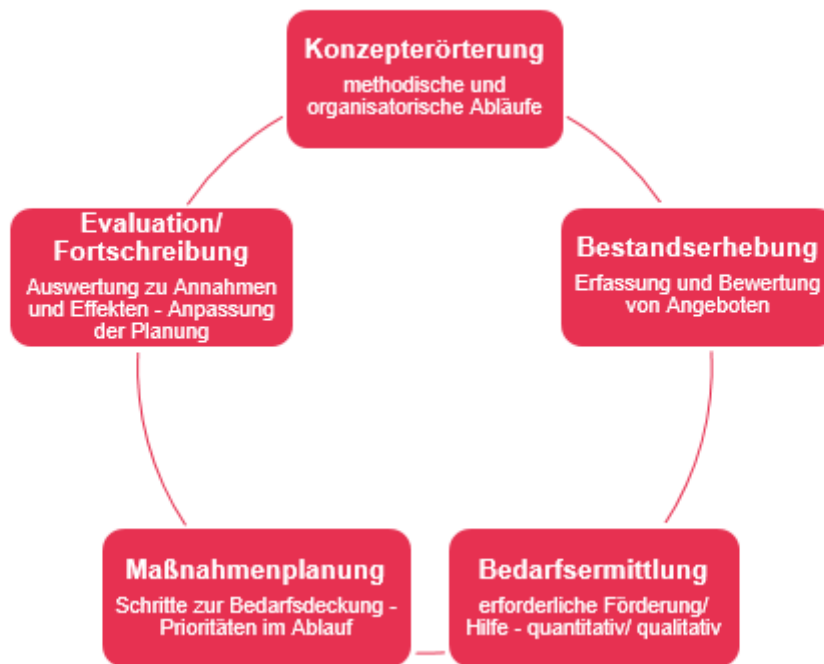 Konzepterörterung
methodische und
organisatorische Abläufe
Evaluation/
Fortschreibung
Auswertung zu Annahmen
und Effekten - Anpassung
der Planung
Bestandserhebung
Erfassung und Bewertung
von Angeboten
Maßnahmenplanung
Schritte zur Bedarfsdeckung -
Prioritäten im Ablauf
Bedarfsermittlung
erforderliche Förderung/
Hilfe - quantitativ/ qualitativ